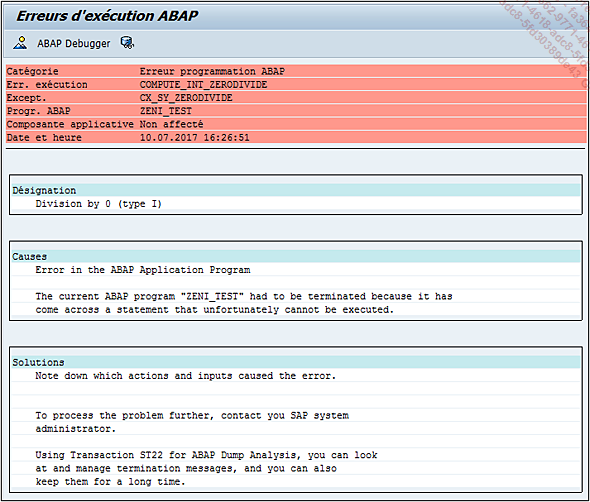 Erreurs d'exécution ABAP
ABAP Debugger
Catégorie Erreur programmation ABAP
Err. exécution COMPUTE_INT_ZERODIVIDE
Except. CX_SY_ZERODIVIDE
Progr. ABAP ZENI_TEST
Composante applicative Non affecté
Date et heure 10.07.2017 16:26:51
Désignation
Division by 0 (type I)
Causes
Error in the ABAP Application Program
The current ABAP program "ZENI_TEST" had to be terminated because it has
come across a statement that unfortunately cannot be executed.
Solutions
Note down which actions and inputs caused the error.
To process the problem further, contact you SAP system
administrator.
Using Transaction ST22 for ABAP Dump Analysis, you can look
at and manage termination messages, and you can also
keep them for a long time.